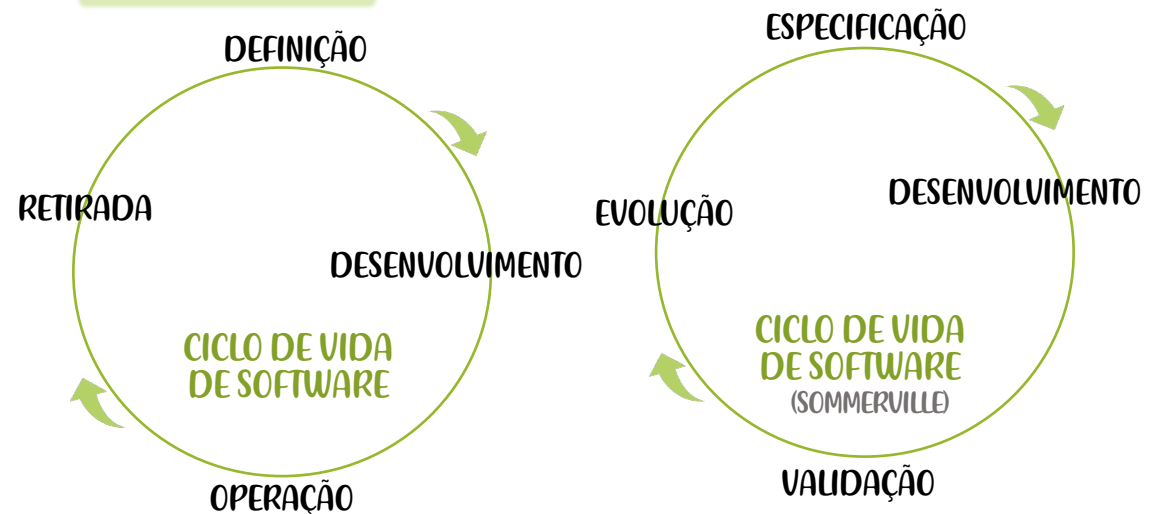 DEFINIÇÃO
RETIRADA
DESENVOLVIMENTO
CICLO DE VIDA
DE SOFTWARE
OPERAÇÃO
ESPECIFICAÇÃO
EVOLUÇÃO
DESENVOLVIMENTO
CICLO DE VIDA
DE SOFTWARE
(SOMMERVILLE)
VALIDAÇÃO